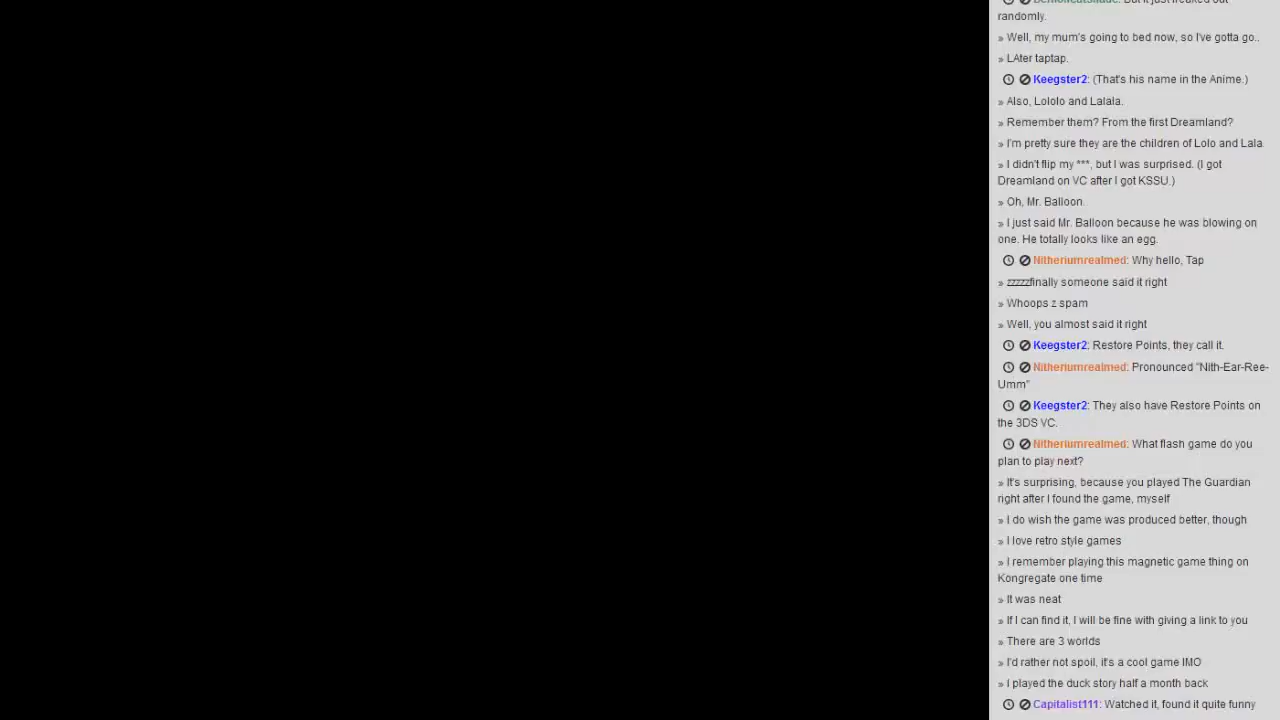 randomly.
» Well, my mum's going to bed now, so I've gotta go..
» LAter taptap.
Keegster2: (That's his name in the Anime.)
» Also, Lololo and Lalala.
» Remember them? From the first Dreamland?
» I'm pretty sure they are the children of Lolo and Lala
» I didn't flip my ***, but I was surprised. (I got
Dreamland on VC after I got KSSU.)
» Oh, Mr. Balloon.
» I just said Mr. Balloon because he was blowing on
one. He totally looks like an egg.
Nitheriumrealmed: Why hello, Tap
» zzzzzfinally someone said it right
» Whoops z spam
» Well, you almost said it right
Keegster2: Restore Points, they call it.
Nitheriumrealmed: Pronounced "Nith-Ear-Ree-
Umm"
Keegster2: They also have Restore Points on
the 3DS VC.
Nitheriumrealmed: What flash game do you
plan to play next?
» It's surprising, because you played The Guardian
right after I found the game, myself
» I do wish the game was produced better, though
» I love retro style games
» I remember playing this magnetic game thing on
Kongregate one time
» It was neat
» If I can find it, I will be fine with giving a link to you
» There are 3 worlds
» I'd rather not spoil, it's a cool game IMO
» I played the duck story half a month back
Capitalist111: Watched it, found it quite funny